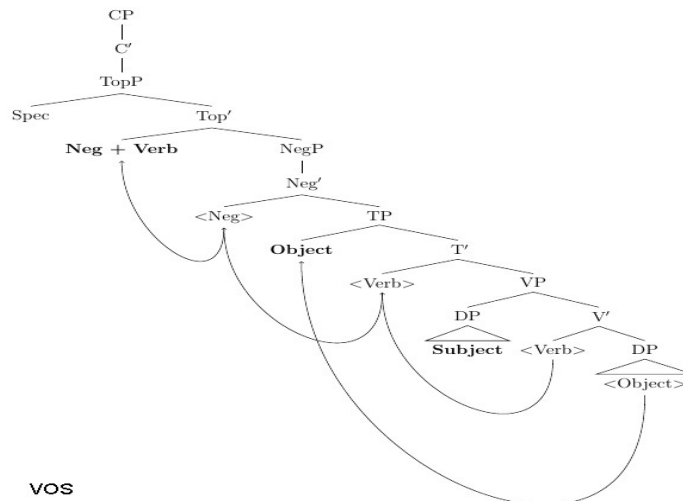 CP
C′
TopP
Spec Top′
Neg + Verb NegP
Neg′
<Neg> TP
Object T′
<Verb> VP
DP V′
Subject <Verb> DP
<Object>
VOS